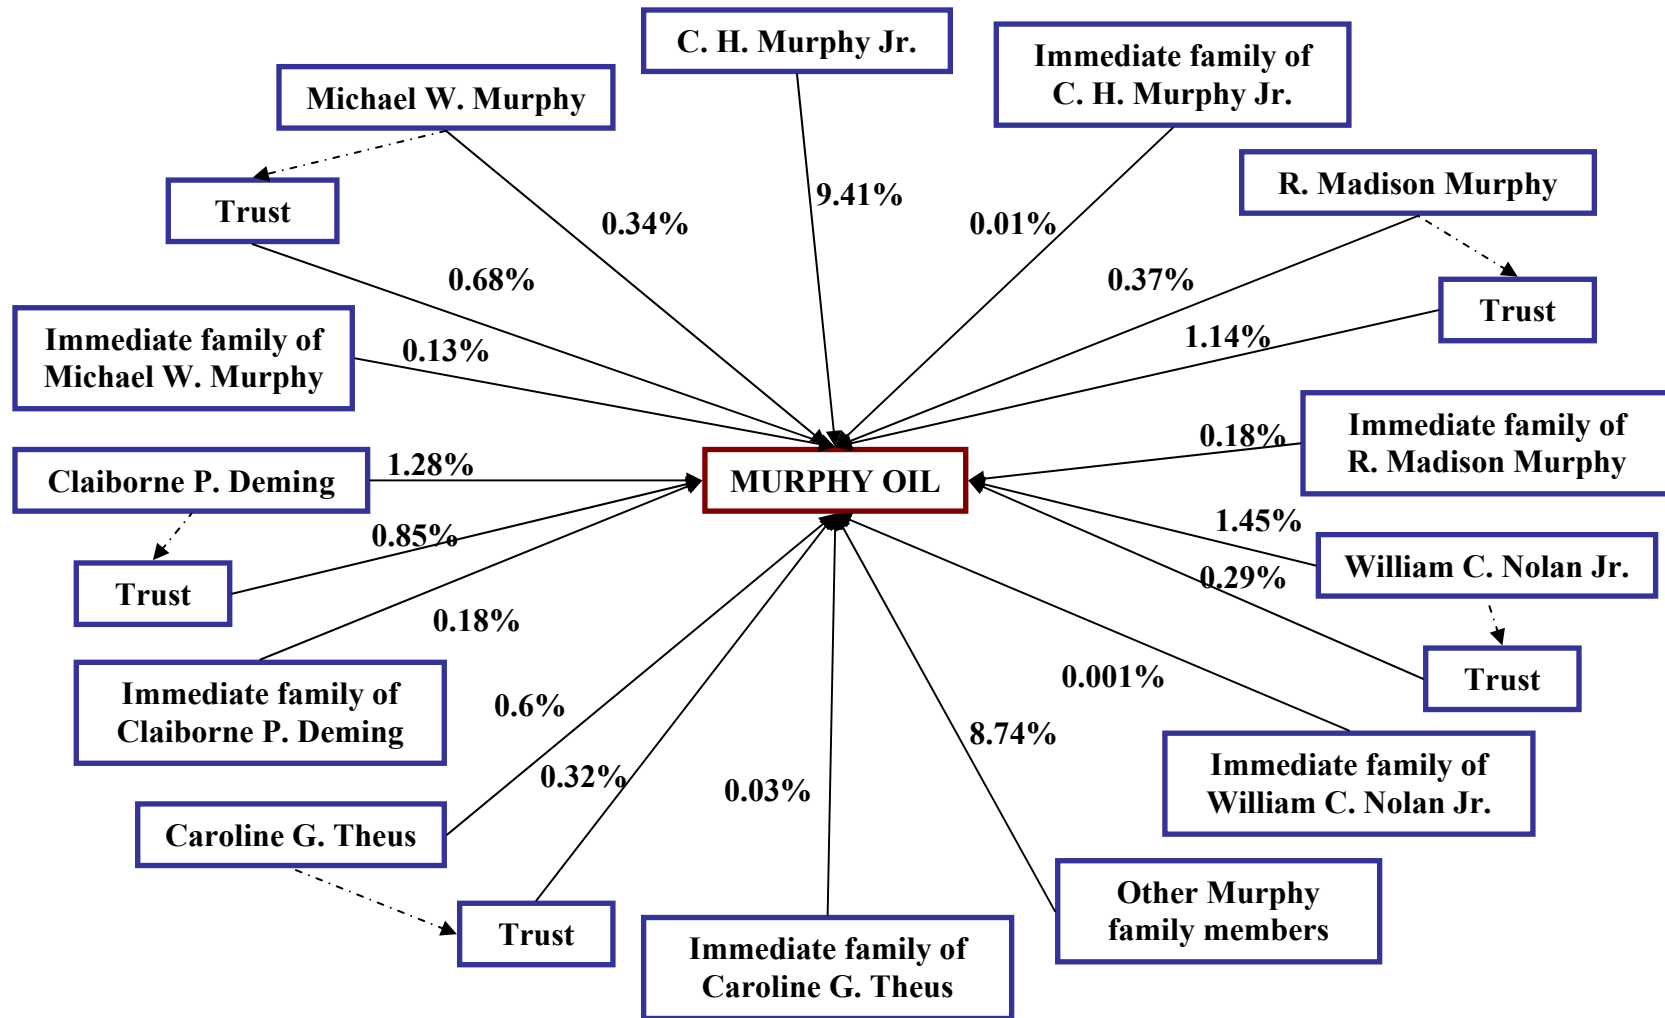 C. H. Murphy Jr.
Immediate family of
C. H. Murphy Jr.
Michael W. Murphy
R. Madison Murphy
Trust
9.41%
0.34%
0.01%
0.68%
0.37%
Trust
Immediate family of
Michael W. Murphy
0.13%
1.14%
Immediate family of
R. Madison Murphy
0.18%
Claiborne P. Deming
1.28%
MURPHY OIL
1.45%
0.85%
William C. Nolan Jr.
Trust
0.29%
0.18%
Trust
Immediate family of
Claiborne P. Deming
0.6%
0.001%
8.74%
Immediate family of
William C. Nolan Jr.
0.32%
0.03%
Caroline G. Theus
Other Murphy
family members
Trust
Immediate family of
Caroline G. Theus